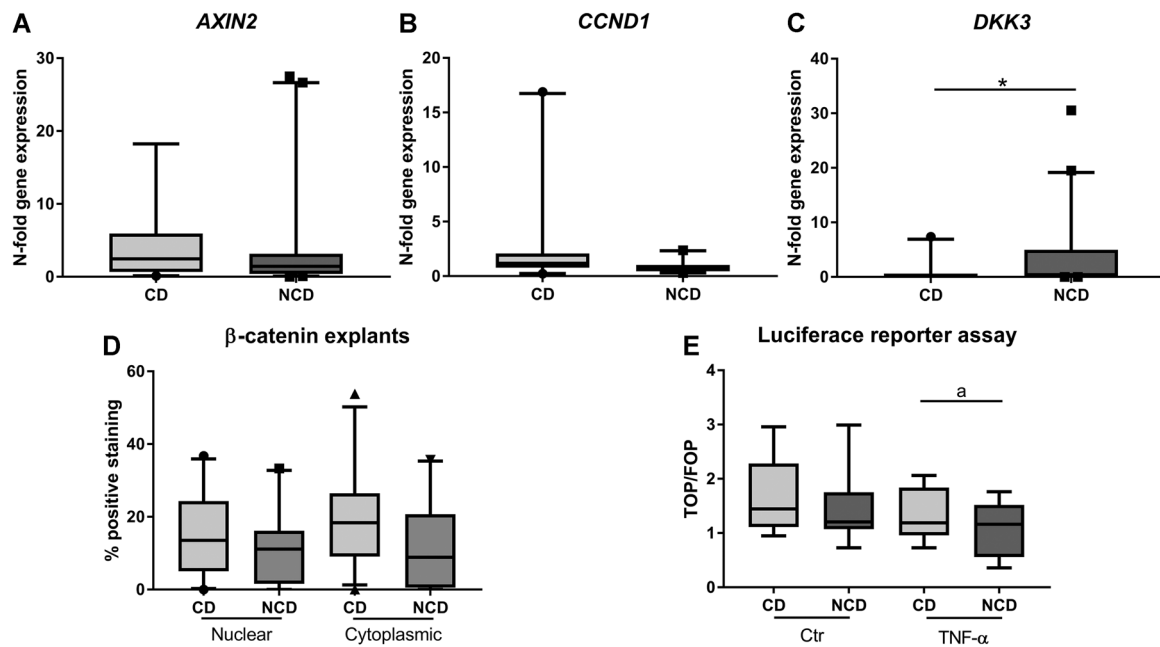 A
AXIN2
N-fold gene expression
30
20
10
0
CD
NCD
B
CCND1
N-fold gene expression
20
15
10
5
0
CD
NCD
C
DKK3
N-fold gene expression
40
30
20
10
0
*
CD
NCD
D
β-catenin explants
% positive staining
60
40
20
0
CD
NCD
CD
NCD
Nuclear
Cytoplasmic
E
Luciferace reporter assay
TOP/FOP
4
3
2
1
0
a
CD
NCD
CD
NCD
Ctr
TNF-α